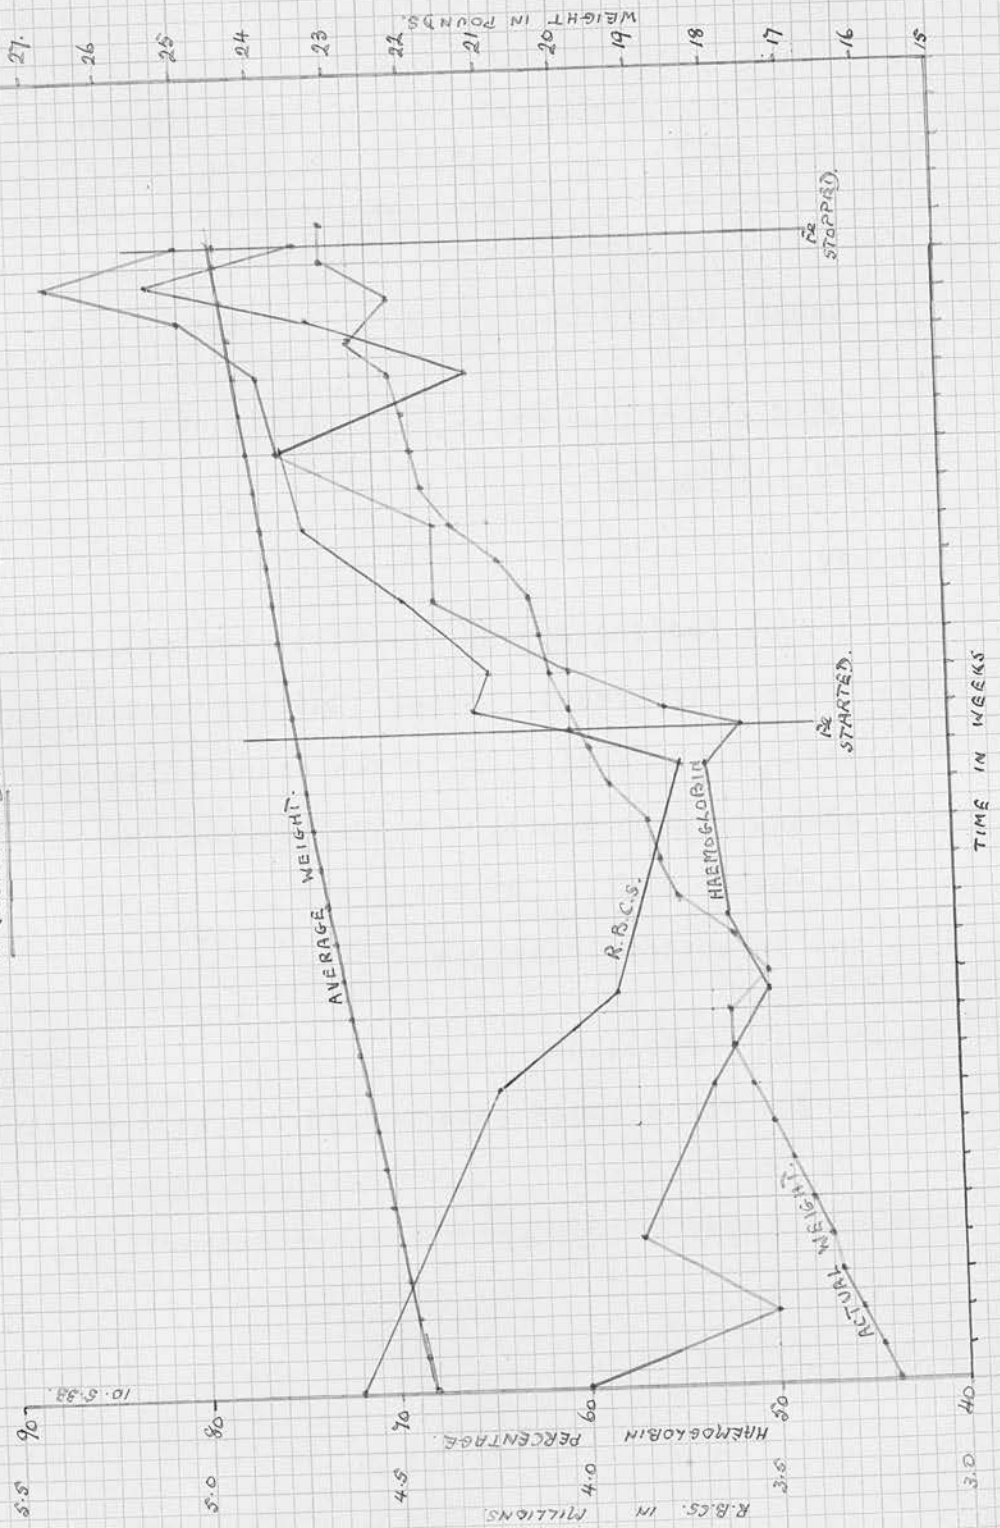 27.
26
25
24
23
22
21
20
19
18
17
16
15
WEIGHT IN POUNDS.
AVERAGE WEIGHT.
R.B.C.S.
HAEMOGLOBIN
ACTUAL WEIGHT.
Fe
STARTED.
Fe
STOPPED.
10.5.38.
90
80
70
60
50
40
HAEMOGLOBIN PERCENTAGE.
5.5
5.0
4.5
4.0
3.5
3.0
R.B.CS. IN MILLIONS.
TIME IN WEEKS